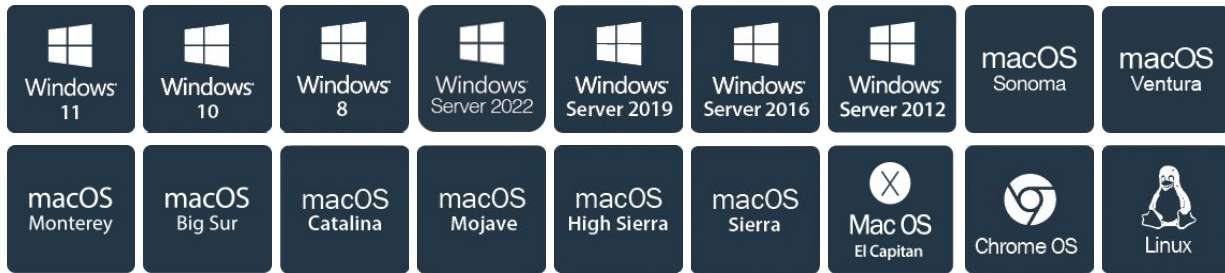 Windows
11
Windows
10
Windows
8
Windows
Server 2022
Windows
Server 2019
Windows
Server 2016
Windows
Server 2012
macOS
Sonoma
macOS
Ventura
macOS
Monterey
macOS
Big Sur
macOS
Catalina
macOS
Mojave
macOS
High Sierra
macOS
Sierra
X
Mac OS
El Capitan
Chrome OS
Linux